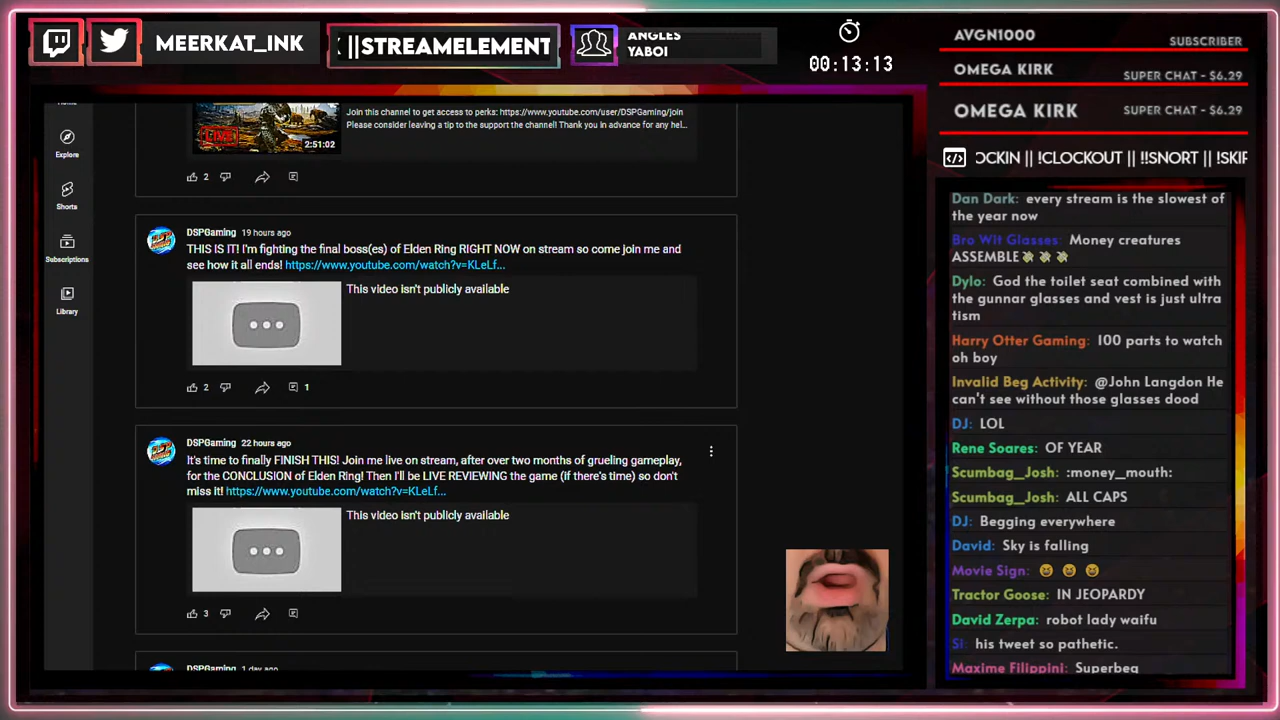 MEERKAT_INK
||STREAMELEMENT
ANGLES
YABOI
00:13:13
AVGN1000 SUBSCRIBER
OMEGA KIRK SUPER CHAT - $6.29
OMEGA KIRK SUPER CHAT - $6.29
OCKIN || !CLOCKOUT || !!SNORT || !SKIP
Explore
Shorts
Subscriptions
Library
Join this channel to get access to perks: https://www.youtube.com/user/DSPGaming/join
Please consider leaving a tip to the support the channel! Thank you in advance for any hel...
LIVE
2:51:02
2
DSPGaming 19 hours ago
THIS IS IT! I'm fighting the final boss(es) of Elden Ring RIGHT NOW on stream so come join me and
see how it all ends! https://www.youtube.com/watch?v=KLeLf...
This video isn't publicly available
2 1
DSPGaming 22 hours ago
It's time to finally FINISH THIS! Join me live on stream, after over two months of grueling gameplay,
for the CONCLUSION of Elden Ring! Then I'll be LIVE REVIEWING the game (if there's time) so don't
miss it! https://www.youtube.com/watch?v=KLeLf...
This video isn't publicly available
3
DSPGaming 1 day ago
Dan Dark: every stream is the slowest of
the year now
Bro Wit Glasses: Money creatures
ASSEMBLE
Dylo: God the toilet seat combined with
the gunnar glasses and vest is just ultra
tism
Harry Otter Gaming: 100 parts to watch
oh boy
Invalid Beg Activity: @John Langdon He
can't see without those glasses dood
DJ: LOL
Rene Soares: OF YEAR
Scumbag_Josh: :money_mouth:
Scumbag_Josh: ALL CAPS
DJ: Begging everywhere
David: Sky is falling
Movie Sign:
Tractor Goose: IN JEOPARDY
David Zerpa: robot lady waifu
Si: his tweet so pathetic.
Maxime Filippini: Superbeg